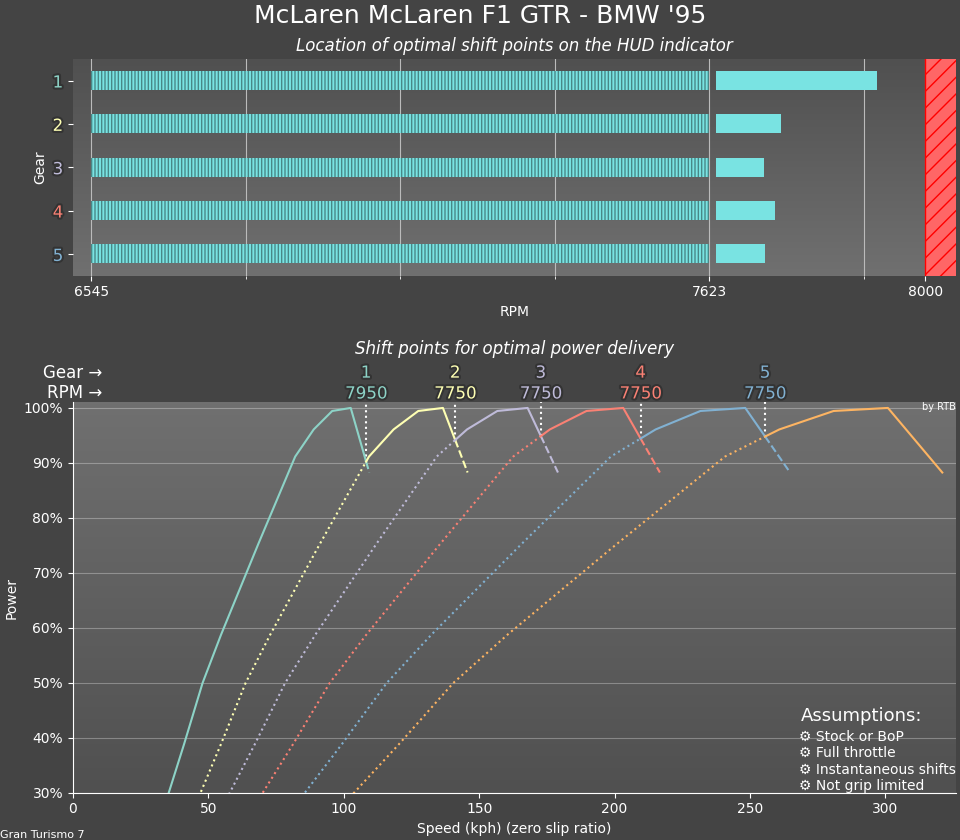 McLaren McLaren F1 GTR - BMW '95
Location of optimal shift points on the HUD indicator
Gear
1
2
3
4
5
6545 7623 8000
RPM
Shift points for optimal power delivery
Gear → 1 2 3 4 5
RPM → 7950 7750 7750 7750 7750
by RTB
Power
100%
90%
80%
70%
60%
50%
40%
30%
Assumptions:
⚙ Stock or BoP
⚙ Full throttle
⚙ Instantaneous shifts
⚙ Not grip limited
0 50 100 150 200 250 300
Speed (kph) (zero slip ratio)
Gran Turismo 7